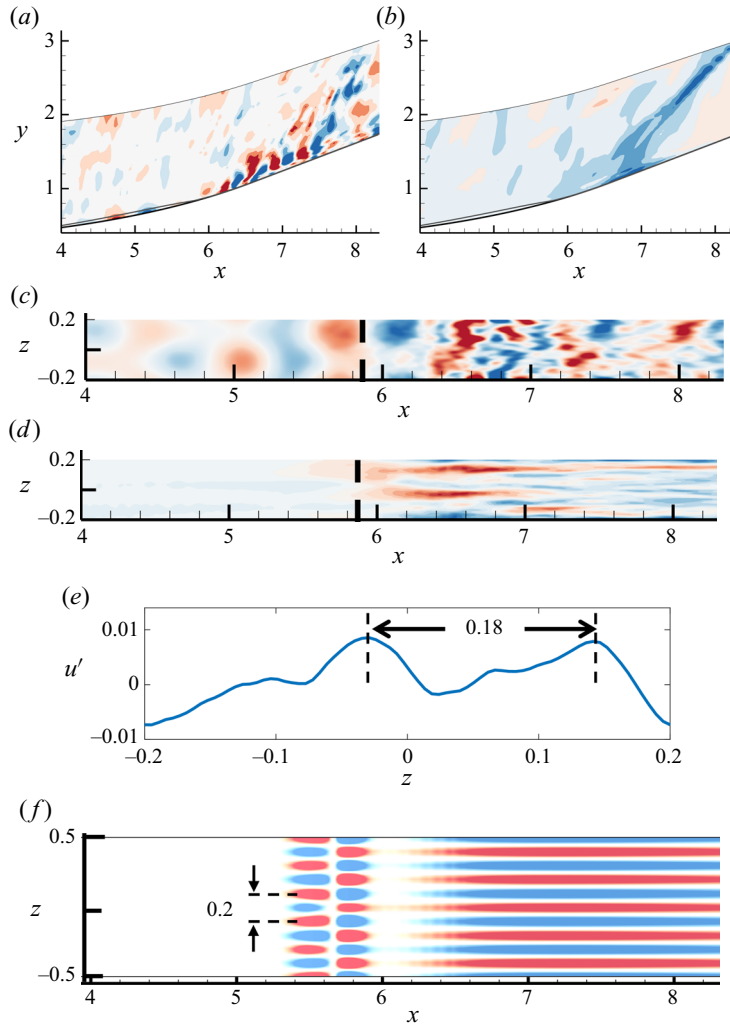 (a) (b)
3 3
y 2 2
1 1
4 5 6 7 8 4 5 6 7 8
x x
(c)
0.2
z
–0.2
4 5 6 7 8
x
(d)
0.2
z
–0.2
4 5 6 7 8
x
(e)
0.01 0.18
u′ 0
–0.01
–0.2 –0.1 0 0.1 0.2
z
(f)
0.5
0.2
z
–0.5
4 5 6 7 8
x